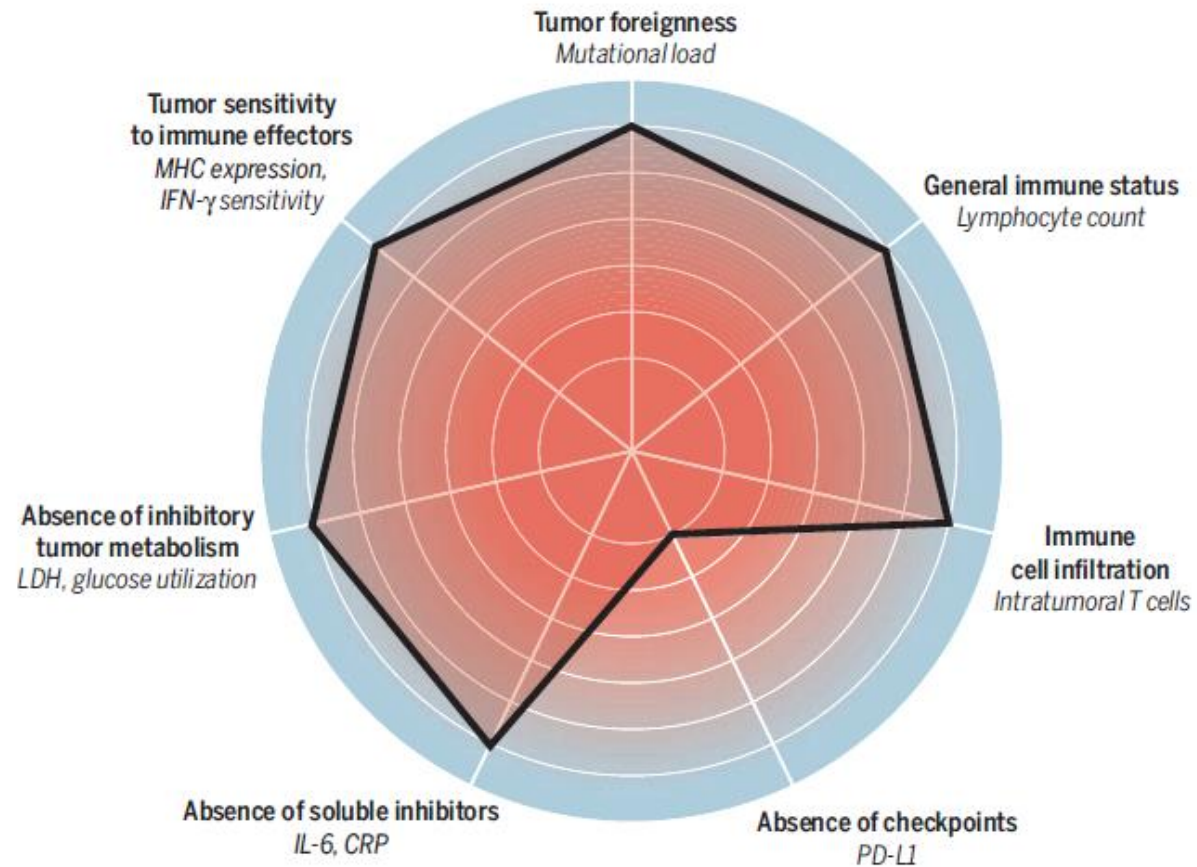 Tumor foreignness
Mutational load
General immune status
Lymphocyte count
Immune
cell infiltration
Intratumoral T cells
Absence of checkpoints
PD-L1
Absence of soluble inhibitors
IL-6, CRP
Absence of inhibitory
tumor metabolism
LDH, glucose utilization
Tumor sensitivity
to immune effectors
MHC expression,
IFN-γ sensitivity